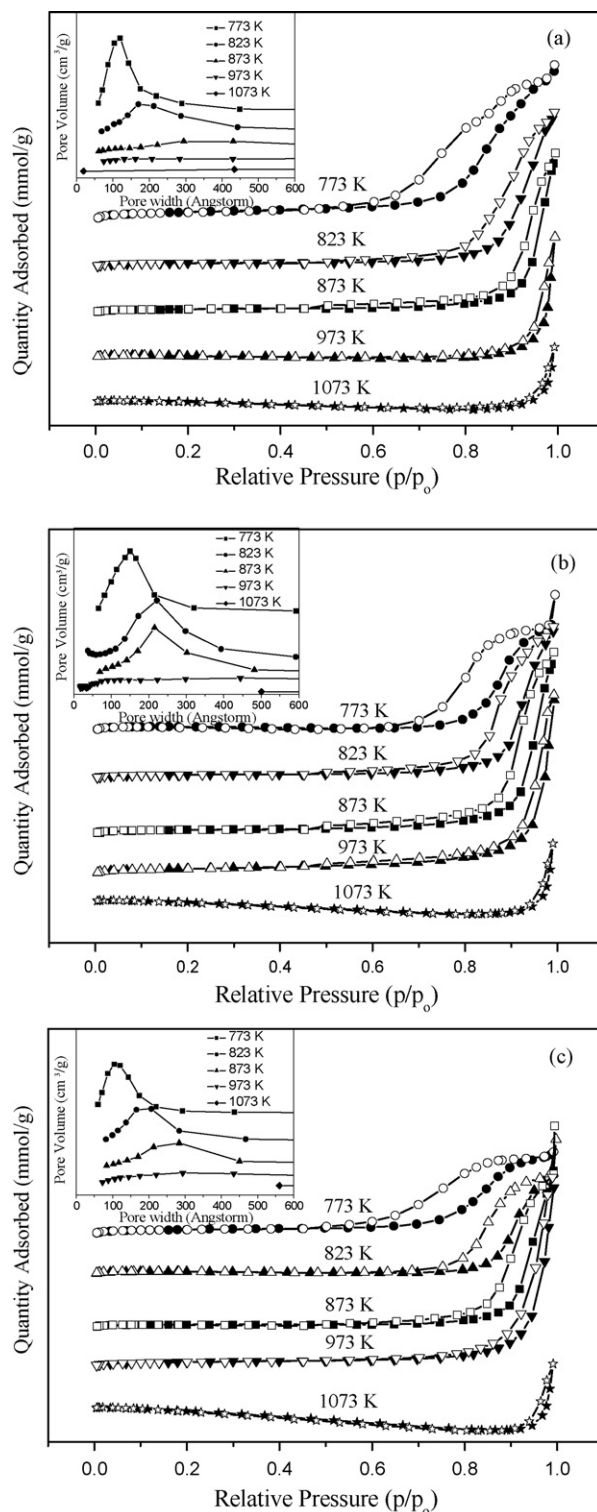 (a)
Pore Volume (cm³/g)
773 K
823 K
873 K
973 K
1073 K
0 100 200 300 400 500 600
Pore width (Angstorm)
Quantity Adsorbed (mmol/g)
773 K
823 K
873 K
973 K
1073 K
0.0 0.2 0.4 0.6 0.8 1.0
Relative Pressure (p/pₒ)
(b)
Pore Volume (cm³/g)
773 K
823 K
873 K
973 K
1073 K
0 100 200 300 400 500 600
Pore width (Angstorm)
Quantity Adsorbed (mmol/g)
773 K
823 K
873 K
973 K
1073 K
0.0 0.2 0.4 0.6 0.8 1.0
Relative Pressure (p/pₒ)
(c)
Pore Volume (cm³/g)
773 K
823 K
873 K
973 K
1073 K
0 100 200 300 400 500 600
Pore width (Angstorm)
Quantity Adsorbed (mmol/g)
773 K
823 K
873 K
973 K
1073 K
0.0 0.2 0.4 0.6 0.8 1.0
Relative Pressure (p/pₒ)